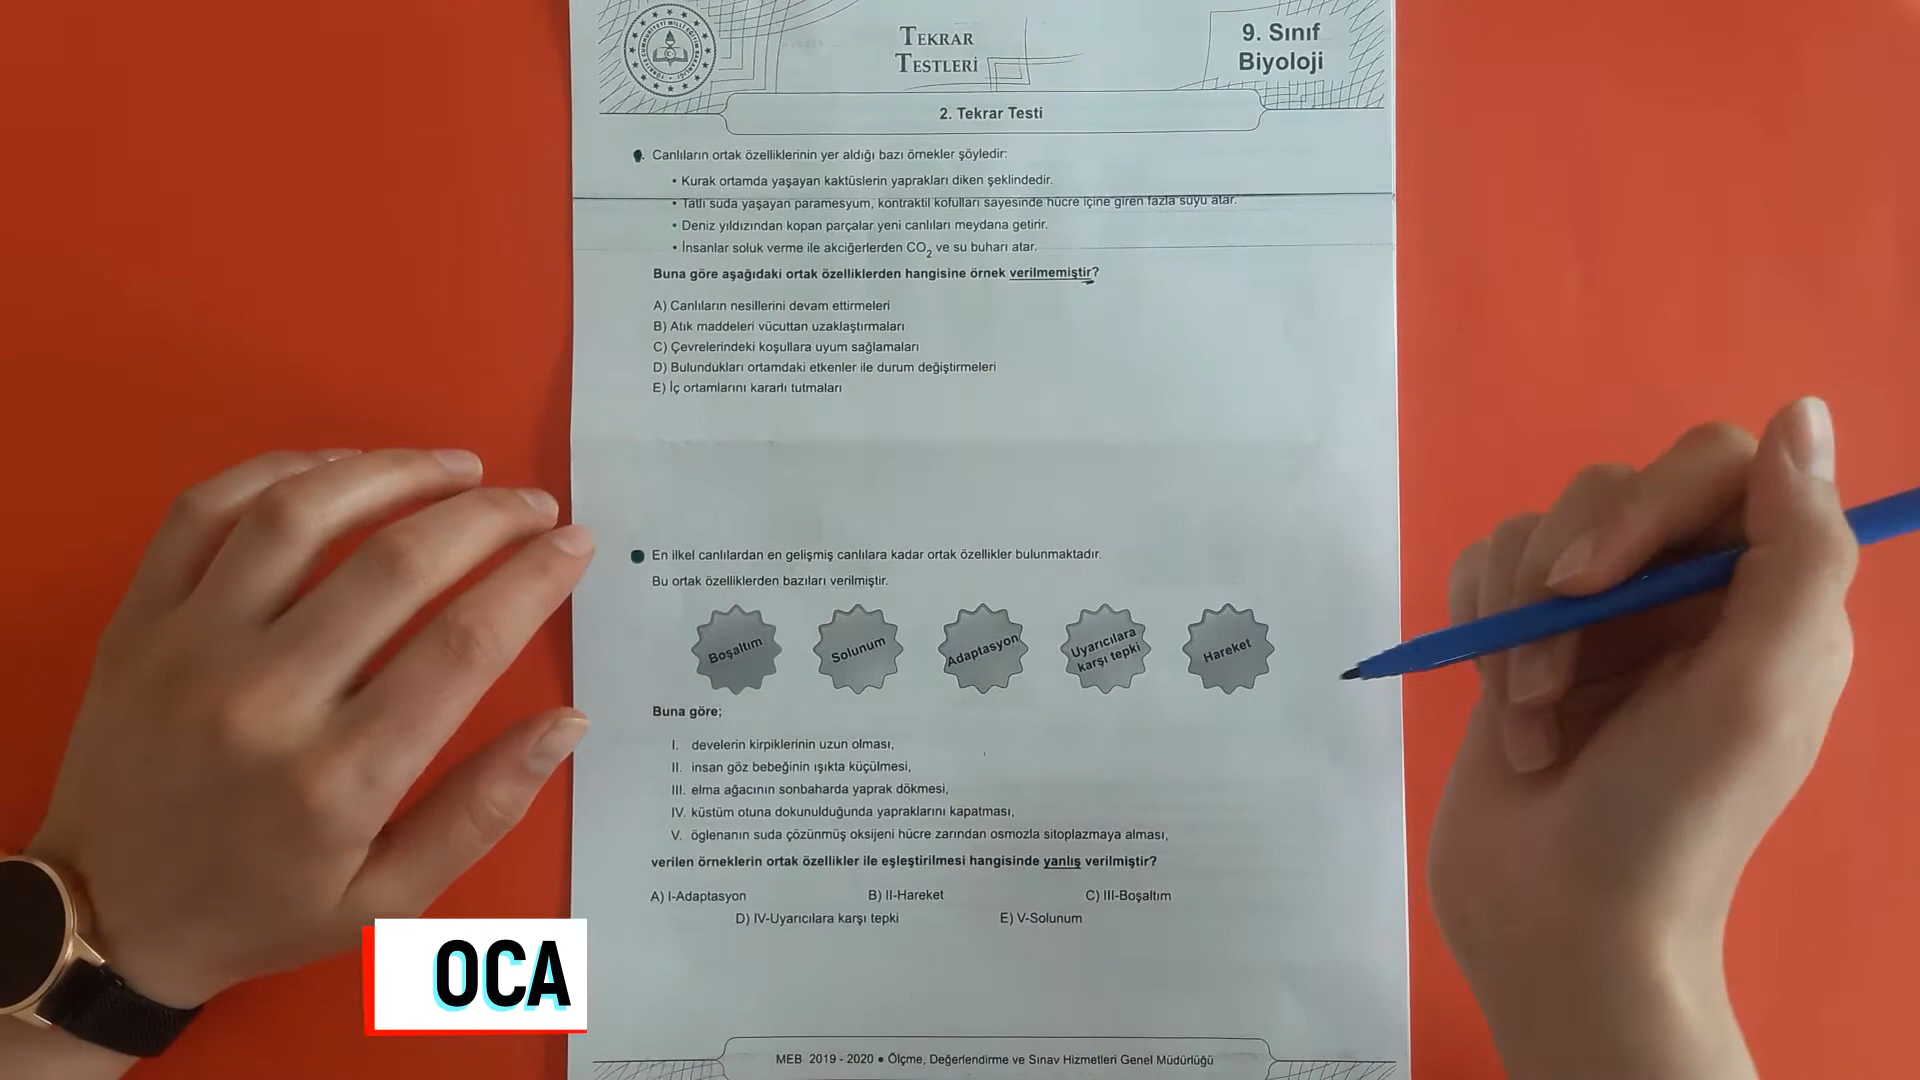 TEKRAR
TESTLERİ
9. Sınıf
Biyoloji
2. Tekrar Testi
Canlıların ortak özelliklerinin yer aldığı bazı örnekler şöyledir:
• Kurak ortamda yaşayan kaktüslerin yaprakları diken şeklindedir.
• Tatlı suda yaşayan paramesyum, kontraktil kofulları sayesinde hücre içine giren fazla suyu atar.
• Deniz yıldızından kopan parçalar yeni canlıları meydana getirir.
• İnsanlar soluk verme ile akciğerlerden CO₂ ve su buharı atar.
Buna göre aşağıdaki ortak özelliklerden hangisine örnek verilmemiştir?
A) Canlıların nesillerini devam ettirmeleri
B) Atık maddeleri vücuttan uzaklaştırmaları
C) Çevrelerindeki koşullara uyum sağlamaları
D) Bulundukları ortamdaki etkenler ile durum değiştirmeleri
E) İç ortamlarını kararlı tutmaları
En ilkel canlılardan en gelişmiş canlılara kadar ortak özellikler bulunmaktadır.
Bu ortak özelliklerden bazıları verilmiştir.
Boşaltım
Solunum
Adaptasyon
Uyarıcılara
karşı tepki
Hareket
Buna göre;
I. develerin kirpiklerinin uzun olması,
II. insan göz bebeğinin ışıkta küçülmesi,
III. elma ağacının sonbaharda yaprak dökmesi,
IV. küstüm otuna dokunulduğunda yapraklarını kapatması,
V. öglenanın suda çözünmüş oksijeni hücre zarından osmozla sitoplazmaya alması,
verilen örneklerin ortak özellikler ile eşleştirilmesi hangisinde yanlış verilmiştir?
A) I-Adaptasyon B) II-Hareket C) III-Boşaltım
D) IV-Uyarıcılara karşı tepki E) V-Solunum
OCA
MEB 2019 - 2020 ● Ölçme, Değerlendirme ve Sınav Hizmetleri Genel Müdürlüğü